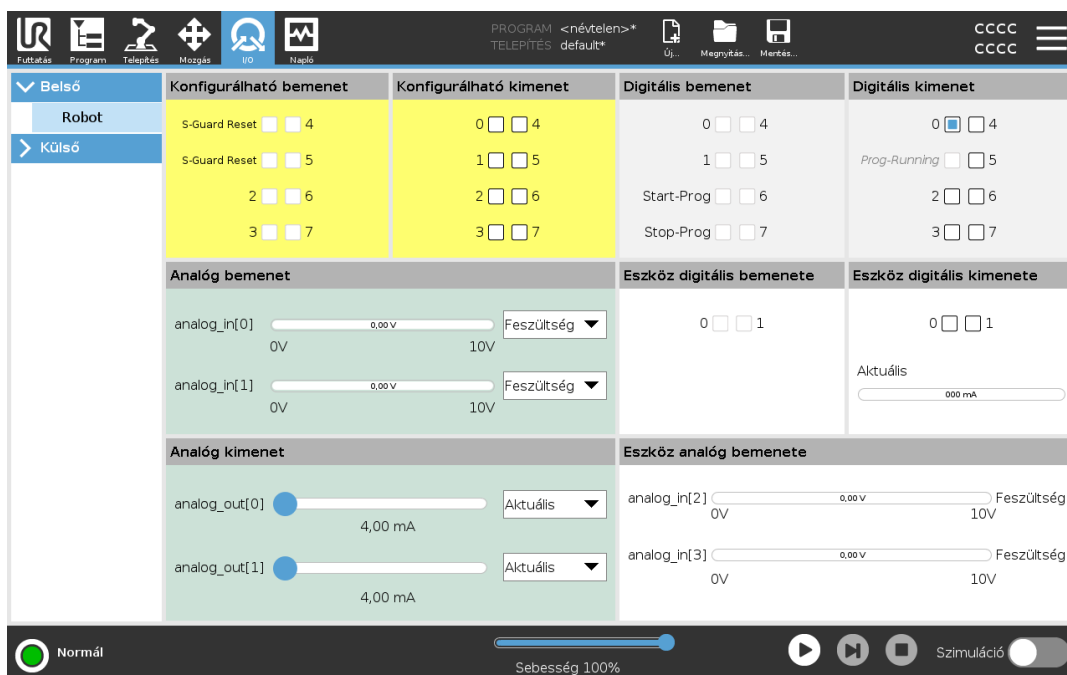 PROGRAM <névtelen>*
TELEPÍTÉS default*
CCCC
CCCC
Futtatás Program Telepítés Mozgás I/O Napló Új... Megnyitás... Mentés...
Belső
Robot
Külső
Konfigurálható bemenet
S-Guard Reset 4
S-Guard Reset 5
2 6
3 7
Konfigurálható kimenet
0 4
1 5
2 6
3 7
Digitális bemenet
0 4
1 5
Start-Prog 6
Stop-Prog 7
Digitális kimenet
0 4
Prog-Running 5
2 6
3 7
Analóg bemenet
analog_in[0] 0,00 V Feszültség
0V 10V
analog_in[1] 0,00 V Feszültség
0V 10V
Eszköz digitális bemenete
0 1
Eszköz digitális kimenete
0 1
Aktuális
000 mA
Analóg kimenet
analog_out[0] Aktuális
4,00 mA
analog_out[1] Aktuális
4,00 mA
Eszköz analóg bemenete
analog_in[2] 0,00 V Feszültség
0V 10V
analog_in[3] 0,00 V Feszültség
0V 10V
Normál
Sebesség 100%
Szimuláció